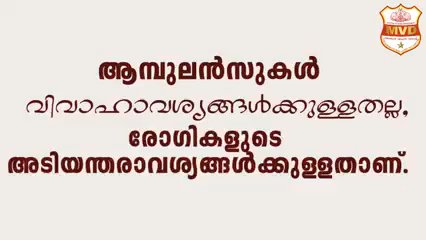 MVD
ആമ്പുലൻസുകൾ
വിവാഹാവശ്യങ്ങൾക്കുള്ളതല്ല,
രോഗികളുടെ
അടിയന്തരാവശ്യങ്ങൾക്കുള്ളതാണ്.